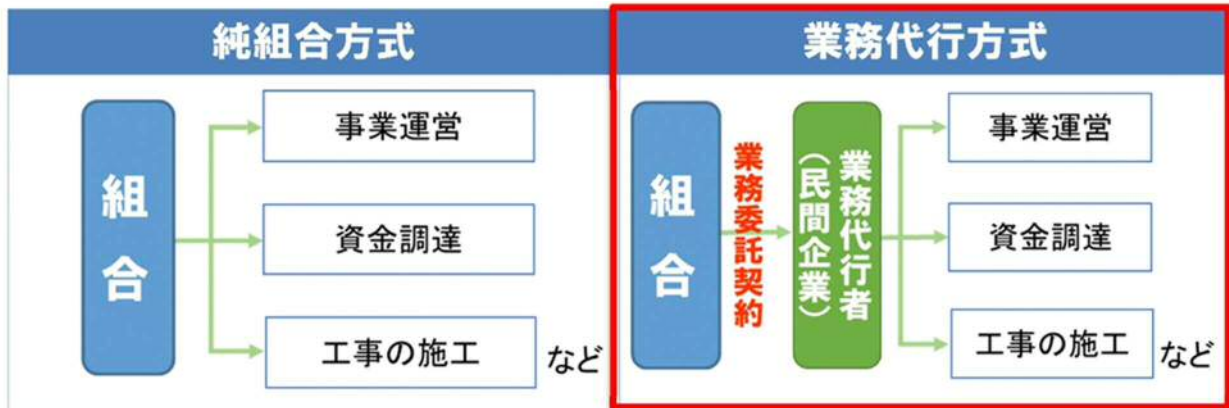 純組合方式
組合
事業運営
資金調達
工事の施工
など
業務代行方式
組合
業務委託契約
業務代行者
（民間企業）
事業運営
資金調達
工事の施工
など